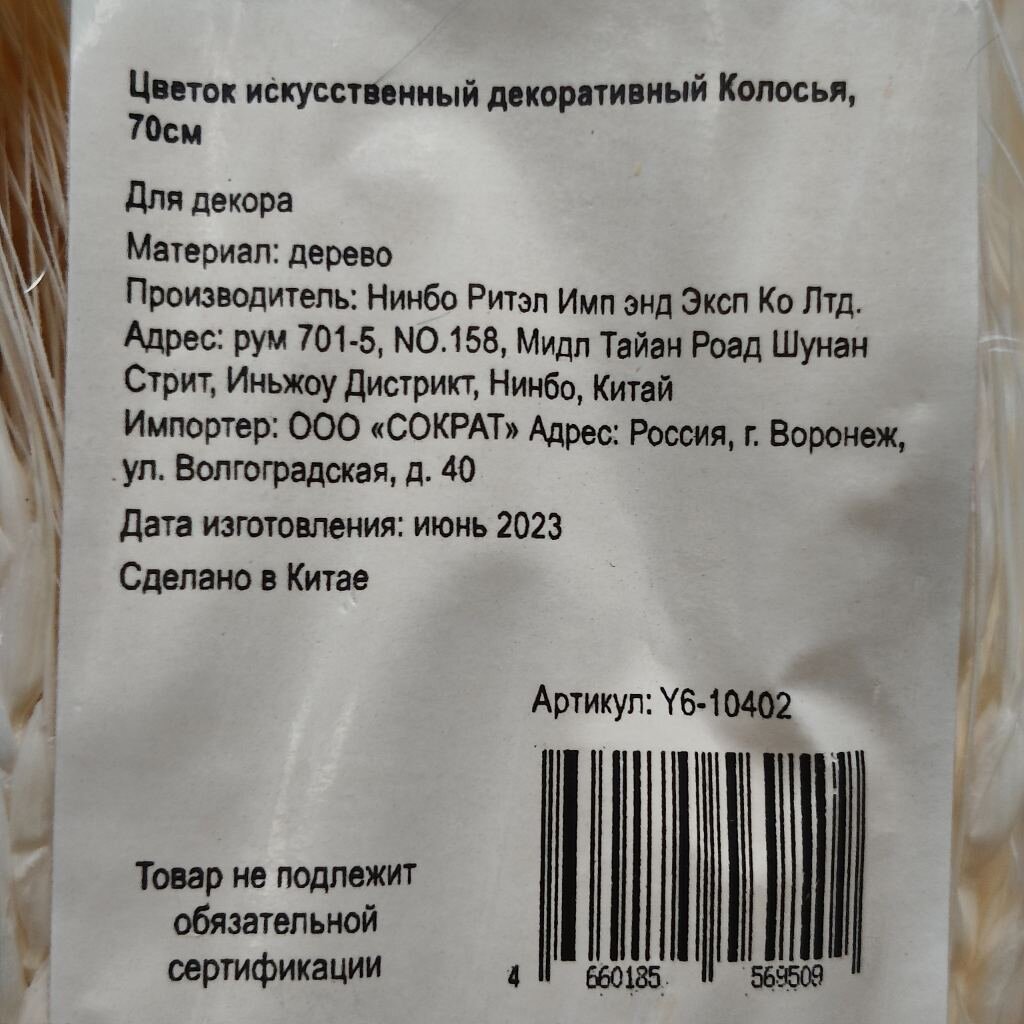 Цветок искусственный декоративный Колосья,
70см
Для декора
Материал: дерево
Производитель: Нинбо Ритэл Имп энд Эксп Ко Лтд.
Адрес: рум 701-5, NO.158, Мидл Тайан Роад Шунан
Стрит, Иньжоу Дистрикт, Нинбо, Китай
Импортер: ООО «СОКРАТ» Адрес: Россия, г. Воронеж,
ул. Волгоградская, д. 40
Дата изготовления: июнь 2023
Сделано в Китае
Артикул: Y6-10402
Товар не подлежит
обязательной
сертификации
4 660185 569509